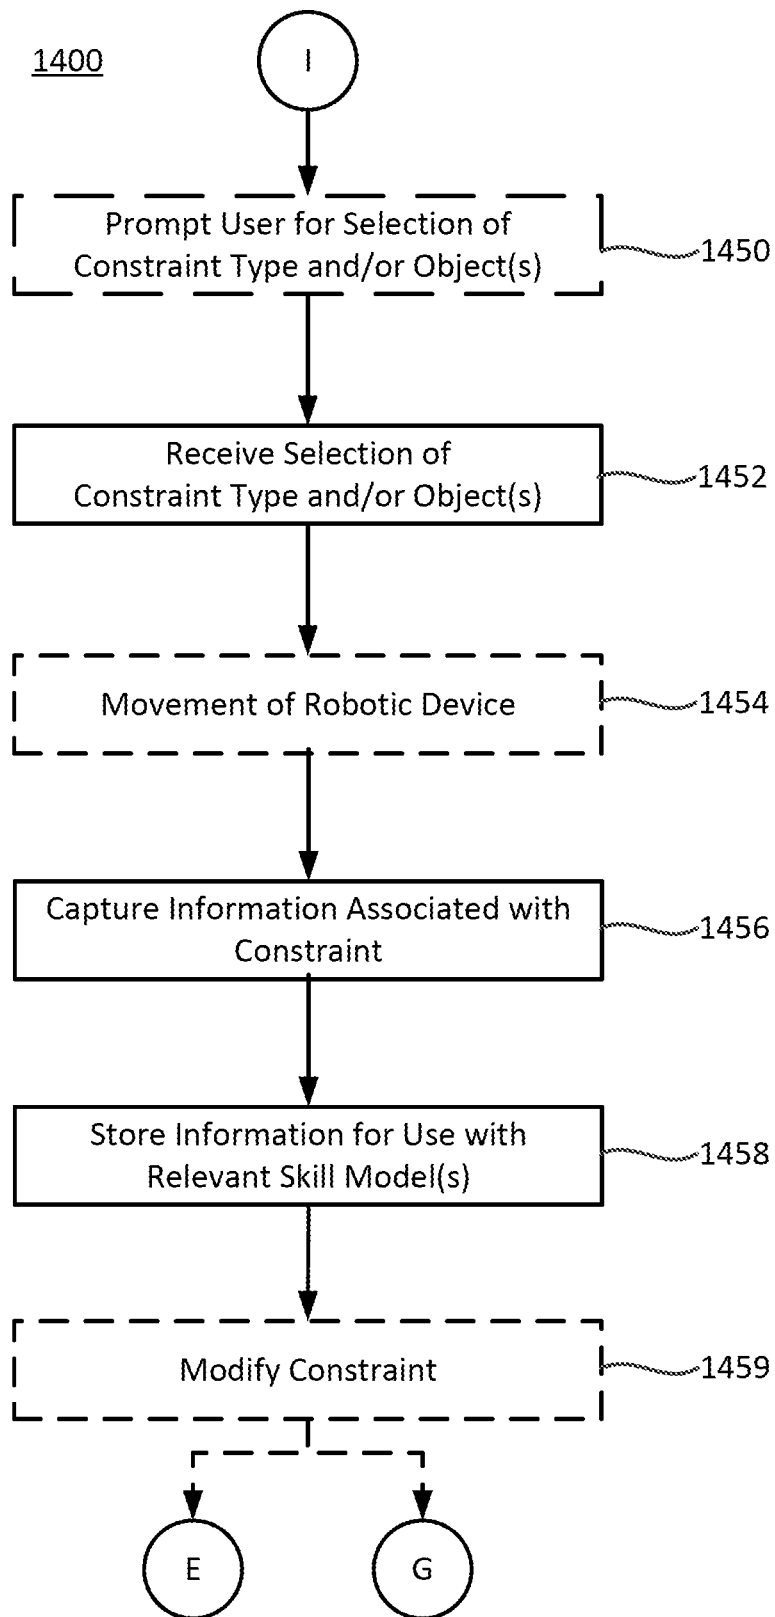 1400
I
Prompt User for Selection of
Constraint Type and/or Object(s)
1450
Receive Selection of
Constraint Type and/or Object(s)
1452
Movement of Robotic Device
1454
Capture Information Associated with
Constraint
1456
Store Information for Use with
Relevant Skill Model(s)
1458
Modify Constraint
1459
E
G